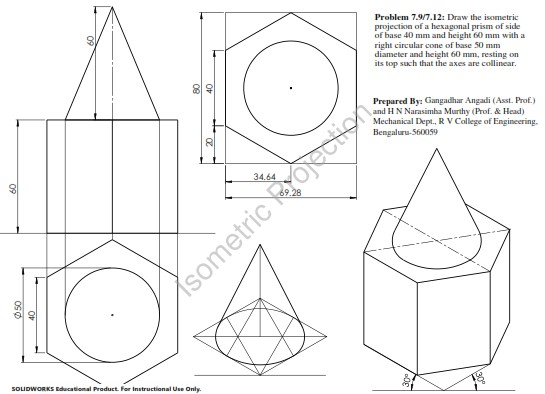 Problem 7.9/7.12: Draw the isometric
projection of a hexagonal prism of side
of base 40 mm and height 60 mm with a
right circular cone of base 50 mm
diameter and height 60 mm, resting on
its top such that the axes are collinear.
Prepared By: Gangadhar Angadi (Asst. Prof.)
and H N Narasimha Murthy (Prof. & Head)
Mechanical Dept., R V College of Engineering,
Bengaluru-560059
60
80
40
20
34.64
69.28
60
Ø50
40
Isometric Projection
30°
30°
SOLIDWORKS Educational Product. For Instructional Use Only.